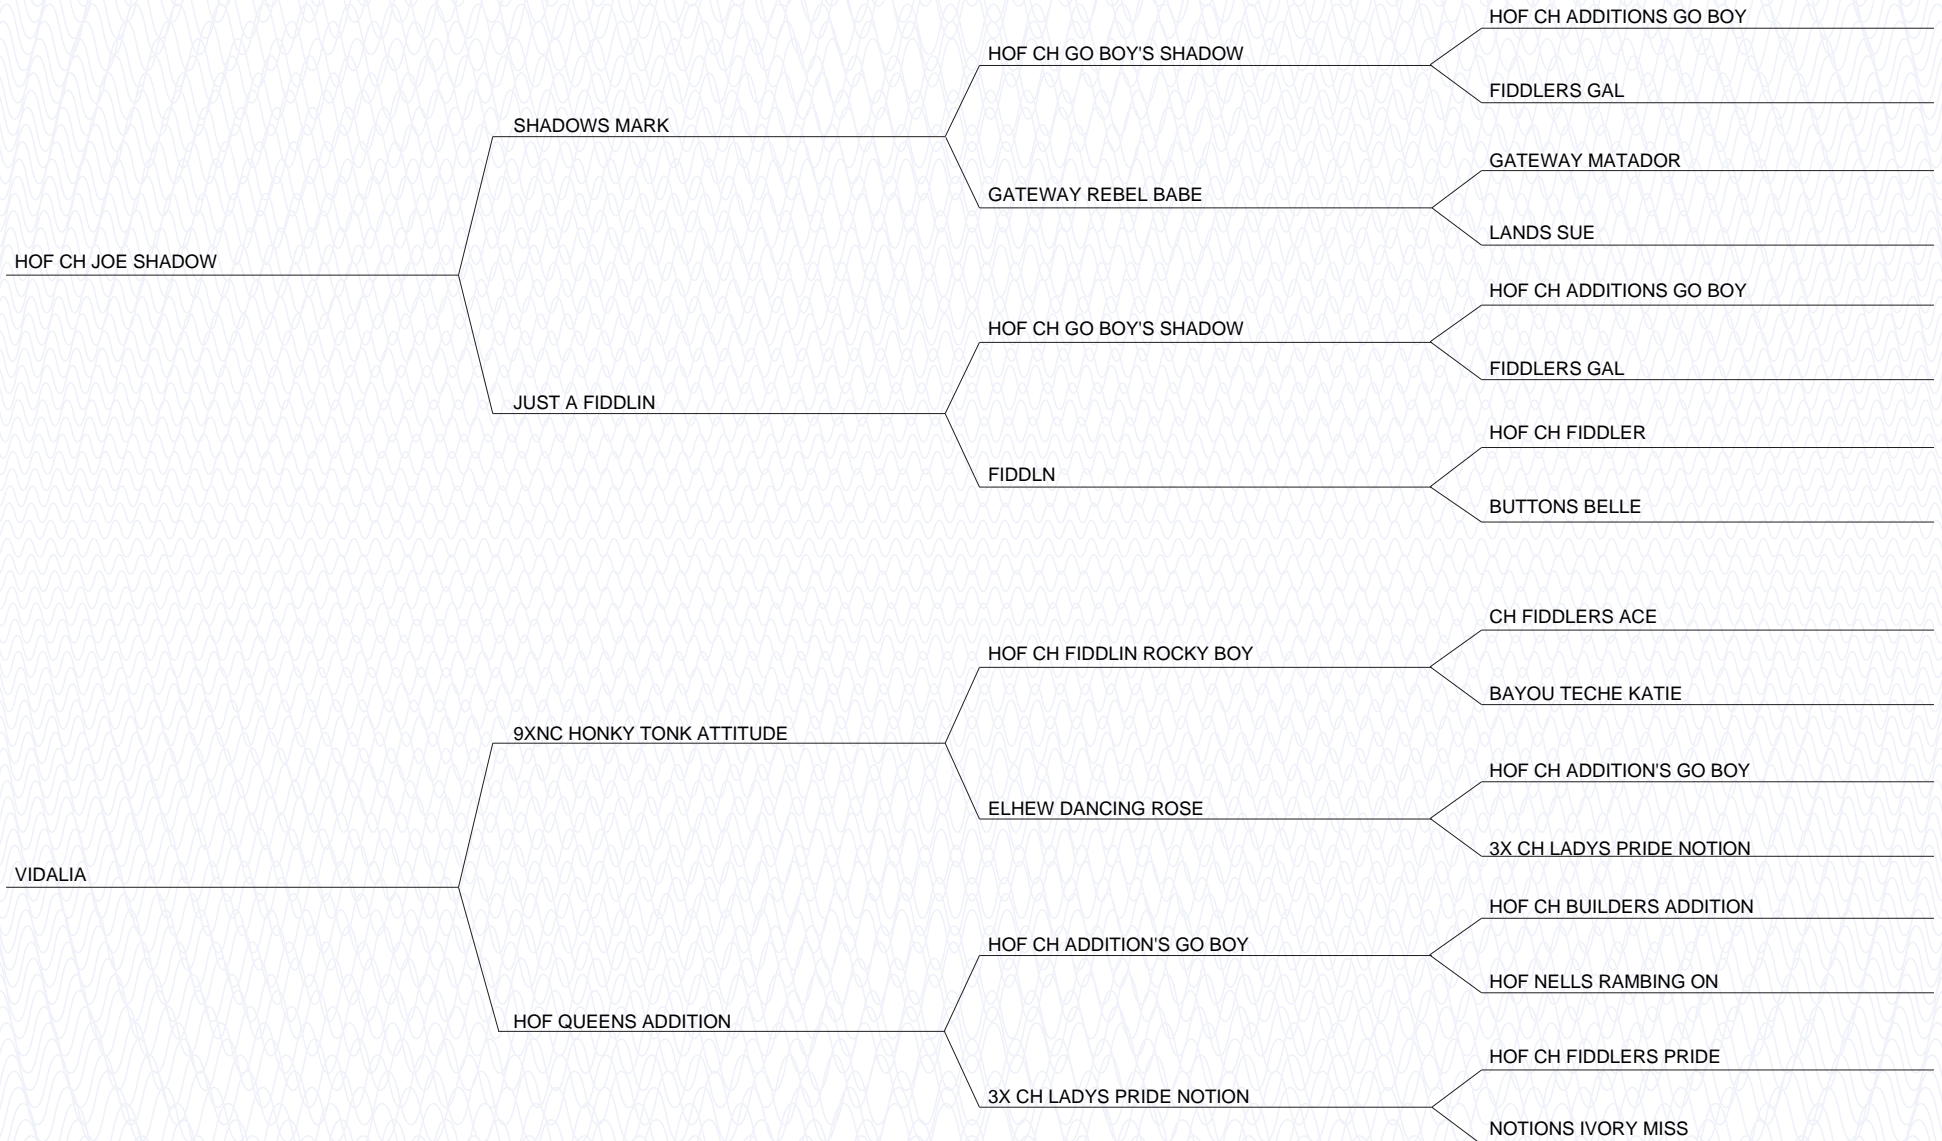 HOF CH ADDITIONS GO BOY
HOF CH GO BOY'S SHADOW
FIDDLERS GAL
SHADOWS MARK
GATEWAY MATADOR
GATEWAY REBEL BABE
LANDS SUE
HOF CH JOE SHADOW
HOF CH ADDITIONS GO BOY
HOF CH GO BOY'S SHADOW
FIDDLERS GAL
JUST A FIDDLIN
HOF CH FIDDLER
FIDDLN
BUTTONS BELLE
CH FIDDLERS ACE
HOF CH FIDDLIN ROCKY BOY
BAYOU TECHE KATIE
9XNC HONKY TONK ATTITUDE
HOF CH ADDITION'S GO BOY
ELHEW DANCING ROSE
3X CH LADYS PRIDE NOTION
VIDALIA
HOF CH BUILDERS ADDITION
HOF CH ADDITION'S GO BOY
HOF NELLS RAMBING ON
HOF QUEENS ADDITION
HOF CH FIDDLERS PRIDE
3X CH LADYS PRIDE NOTION
NOTIONS IVORY MISS